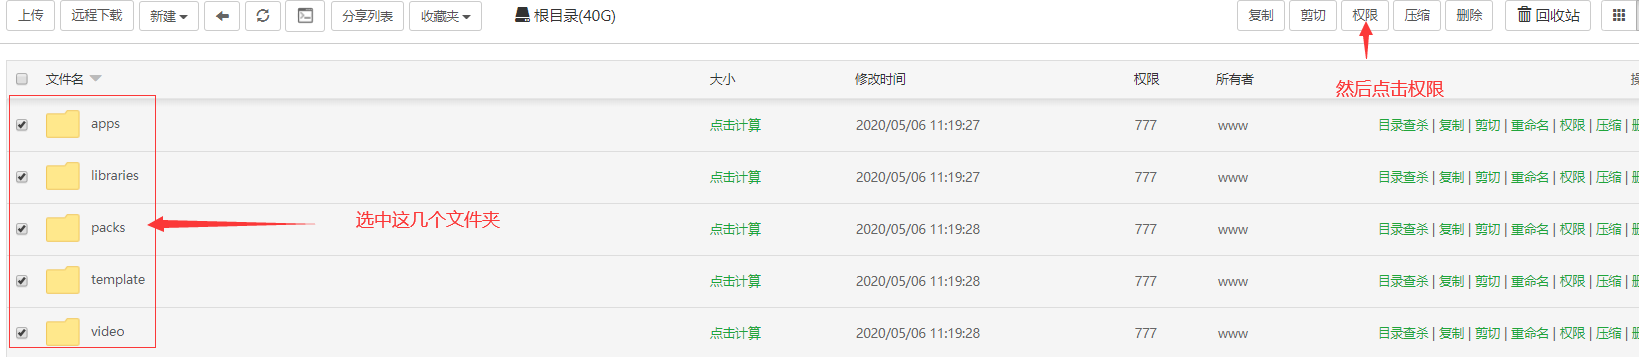 上传 远程下载 新建 分享列表 收藏夹 根目录(40G) 复制 剪切 权限 压缩 删除 回收站
文件名 大小 修改时间 权限 所有者
然后点击权限
apps 点击计算 2020/05/06 11:19:27 777 www 目录查杀 | 复制 | 剪切 | 重命名 | 权限 | 压缩 |
libraries 点击计算 2020/05/06 11:19:27 777 www 目录查杀 | 复制 | 剪切 | 重命名 | 权限 | 压缩 |
选中这几个文件夹
packs 点击计算 2020/05/06 11:19:28 777 www 目录查杀 | 复制 | 剪切 | 重命名 | 权限 | 压缩 |
template 点击计算 2020/05/06 11:19:28 777 www 目录查杀 | 复制 | 剪切 | 重命名 | 权限 | 压缩 |
video 点击计算 2020/05/06 11:19:28 777 www 目录查杀 | 复制 | 剪切 | 重命名 | 权限 | 压缩 |